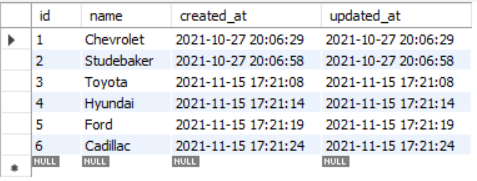 id name created_at updated_at
1 Chevrolet 2021-10-27 20:06:29 2021-10-27 20:06:29
2 Studebaker 2021-10-27 20:06:58 2021-10-27 20:06:58
3 Toyota 2021-11-15 17:21:08 2021-11-15 17:21:08
4 Hyundai 2021-11-15 17:21:14 2021-11-15 17:21:14
5 Ford 2021-11-15 17:21:19 2021-11-15 17:21:19
6 Cadillac 2021-11-15 17:21:24 2021-11-15 17:21:24
NULL NULL NULL NULL